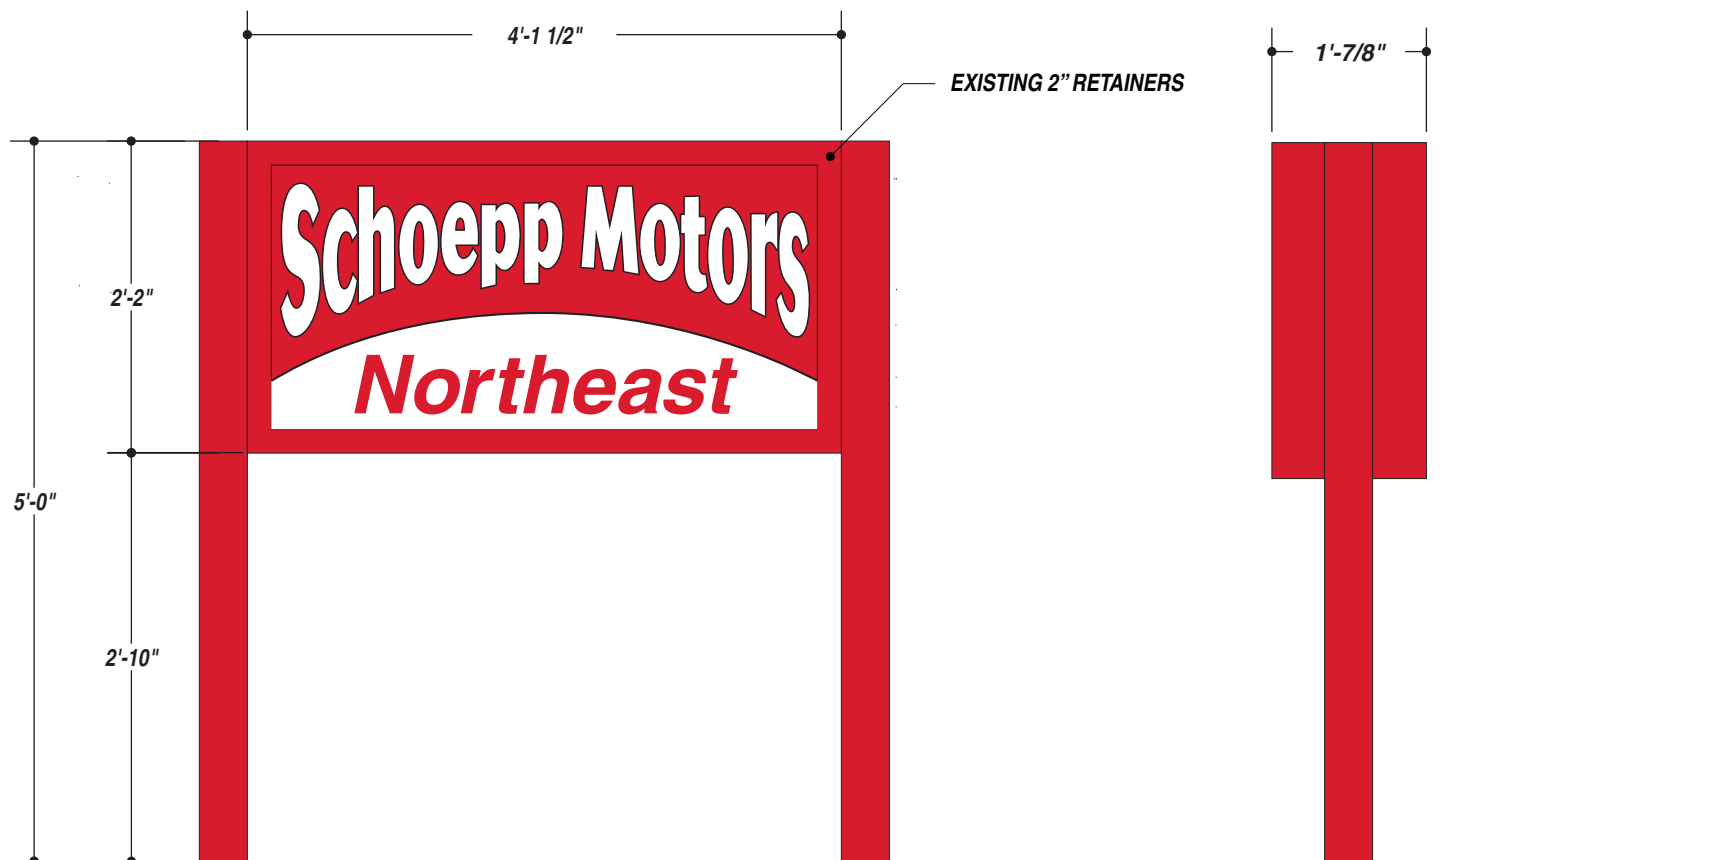 4'-1 1/2"
1'-7/8"
EXISTING 2” RETAINERS
Schoepp Motors
2'-2"
Northeast
5'-0"
2'-10"